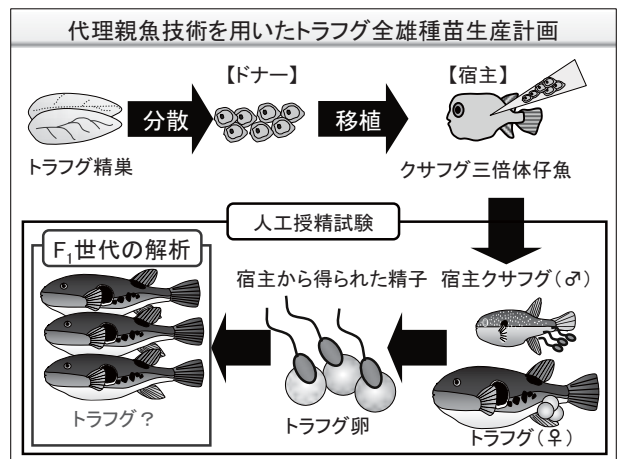 代理親魚技術を用いたトラフグ全雄種苗生産計画
【ドナー】
【宿主】
分散
移植
トラフグ精巣
クサフグ三倍体仔魚
人工授精試験
F₁世代の解析
宿主から得られた精子
宿主クサフグ(♂)
トラフグ?
トラフグ卵
トラフグ(♀)